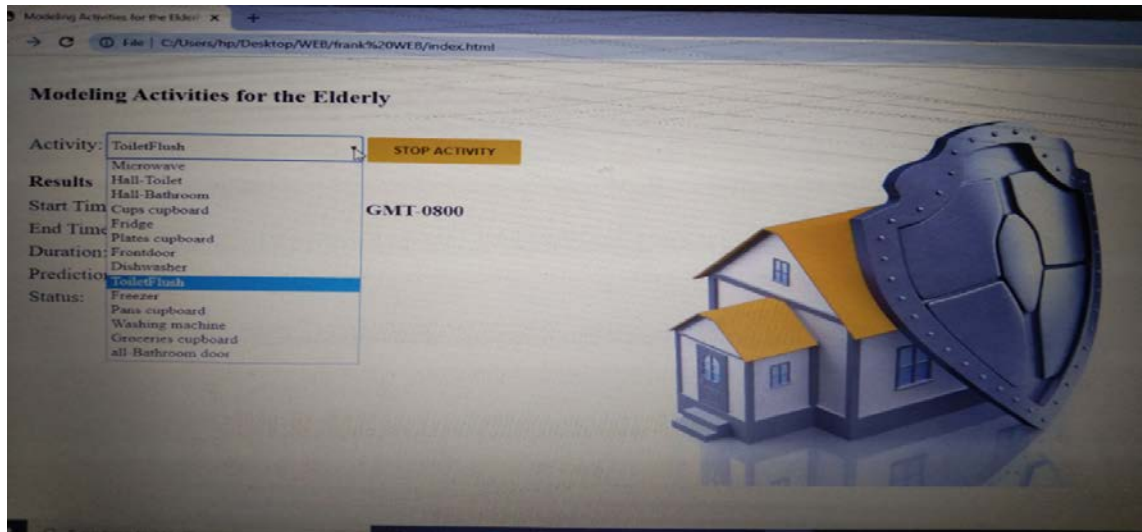 Modeling Activities for the Elderl
File | C:/Users/hp/Desktop/WEB/frank%20WEB/index.html
Modeling Activities for the Elderly
Activity: ToiletFlush STOP ACTIVITY
Microwave
Results Hall-Toilet
Hall-Bathroom
Start Tim Cups cupboard GMT-0800
End Time Fridge
Plates cupboard
Duration: Frontdoor
Dishwasher
Prediction ToiletFlush
Status: Freezer
Pans cupboard
Washing machine
Groceries cupboard
all-Bathroom door